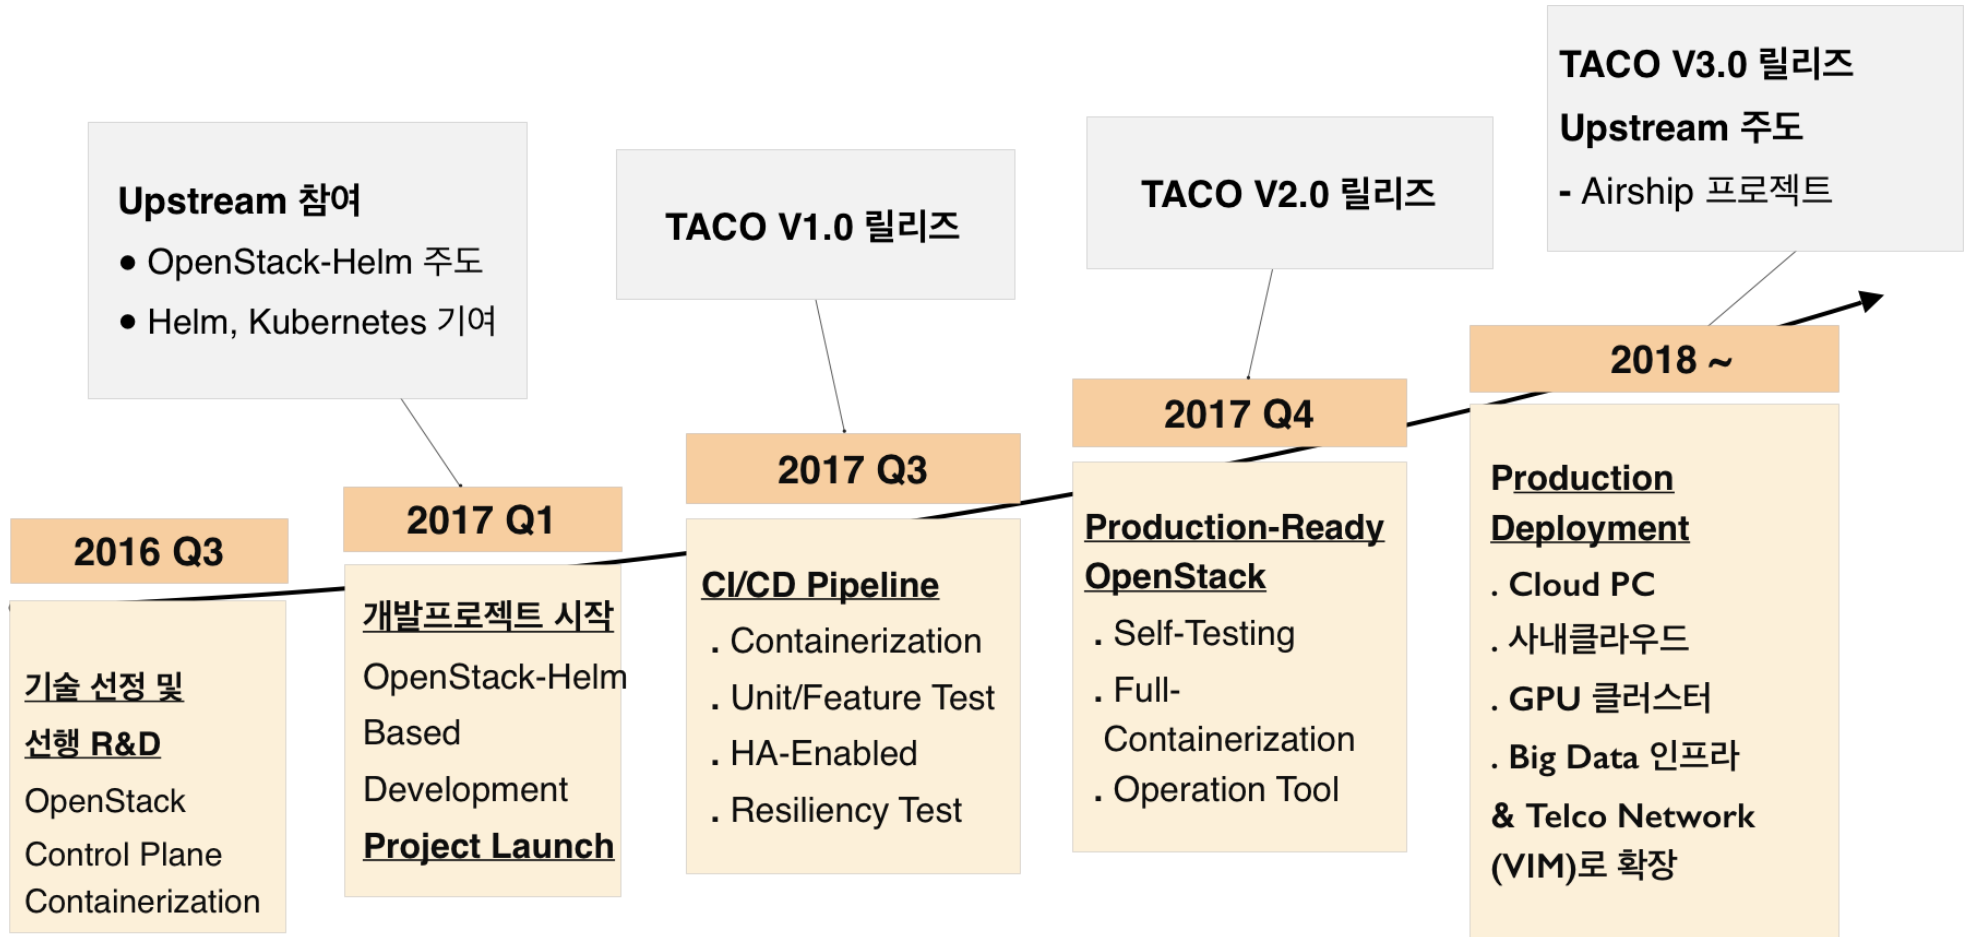 TACO V3.0 릴리즈
Upstream 주도
- Airship 프로젝트
TACO V2.0 릴리즈
TACO V1.0 릴리즈
Upstream 참여
● OpenStack-Helm 주도
● Helm, Kubernetes 기여
2016 Q3
기술 선정 및
선행 R&D
OpenStack
Control Plane
Containerization
2017 Q1
개발프로젝트 시작
OpenStack-Helm
Based
Development
Project Launch
2017 Q3
CI/CD Pipeline
. Containerization
. Unit/Feature Test
. HA-Enabled
. Resiliency Test
2017 Q4
Production-Ready
OpenStack
. Self-Testing
. Full-
Containerization
. Operation Tool
2018 ~
Production
Deployment
. Cloud PC
. 사내클라우드
. GPU 클러스터
. Big Data 인프라
& Telco Network
(VIM)로 확장